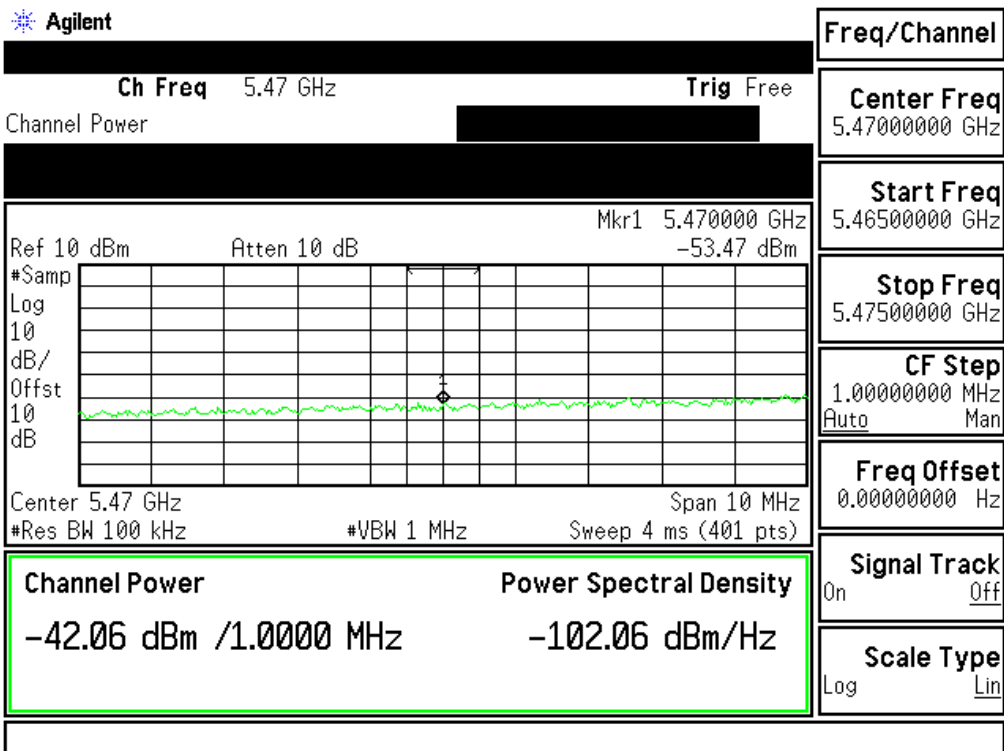 Agilent
Freq/Channel
Ch Freq 5.47 GHz Trig Free
Channel Power
Center Freq
5.47000000 GHz
Start Freq
5.46500000 GHz
Stop Freq
5.47500000 GHz
CF Step
1.00000000 MHz
Auto Man
Freq Offset
0.00000000 Hz
Signal Track
On Off
Scale Type
Log Lin
Mkr1 5.470000 GHz
Ref 10 dBm Atten 10 dB -53.47 dBm
#Samp
Log
10
dB/
Offst
10
dB
1
Center 5.47 GHz Span 10 MHz
#Res BW 100 kHz #VBW 1 MHz Sweep 4 ms (401 pts)
Channel Power Power Spectral Density
-42.06 dBm /1.0000 MHz -102.06 dBm/Hz